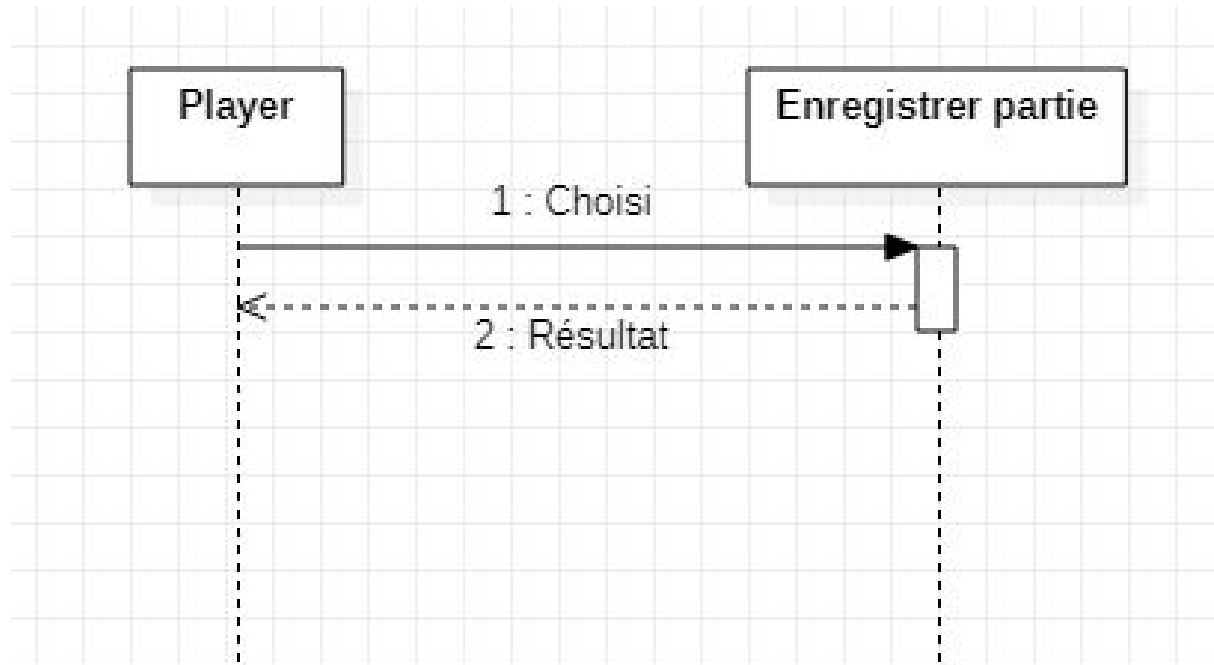 Player
Enregistrer partie
1 : Choisi
2 : Résultat